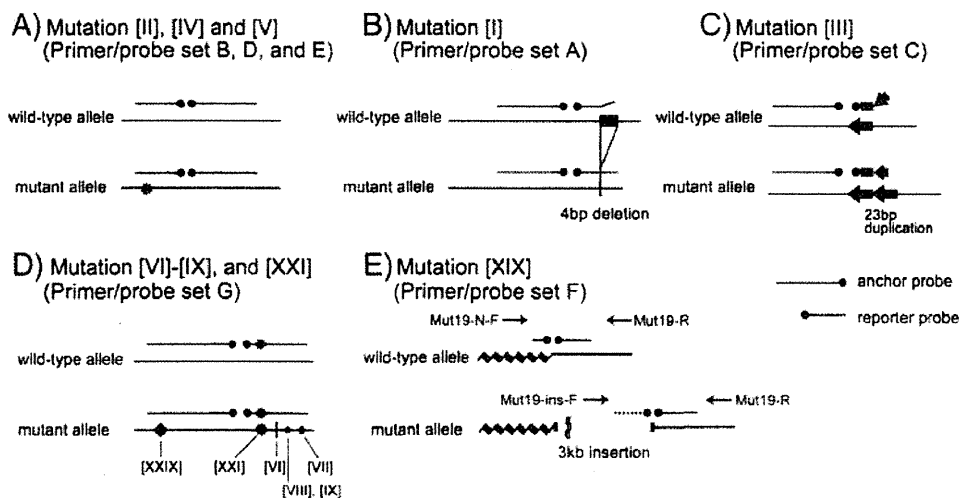 A) Mutation [II], [IV] and [V]
(Primer/probe set B, D, and E)
wild-type allele
mutant allele
B) Mutation [I]
(Primer/probe set A)
wild-type allele
mutant allele
4bp deletion
C) Mutation [III]
(Primer/probe set C)
wild-type allele
mutant allele
23bp
duplication
D) Mutation [VI]-[IX], and [XXI]
(Primer/probe set G)
wild-type allele
mutant allele
[XXIX]
[XXI]
[VI]
[VII]
[VIII], [IX]
E) Mutation [XIX]
(Primer/probe set F)
Mut19-N-F
Mut19-R
wild-type allele
Mut19-ins-F
Mut19-R
mutant allele
3kb insertion
anchor probe
reporter probe